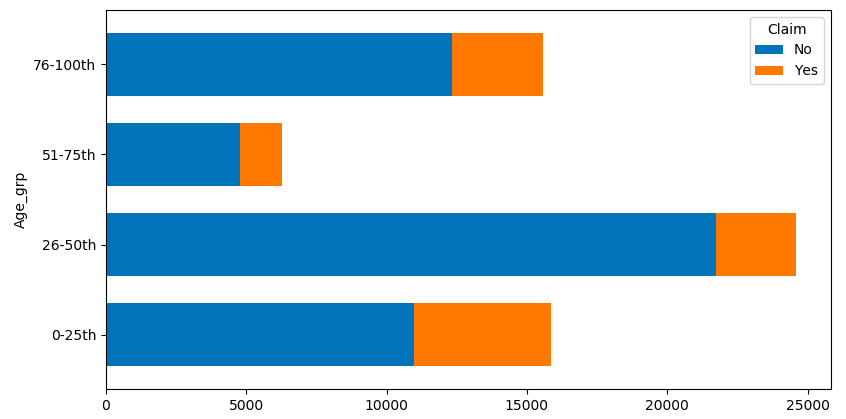 Claim
No
Yes
76-100th
51-75th
26-50th
0-25th
Age_grp
0 5000 10000 15000 20000 25000